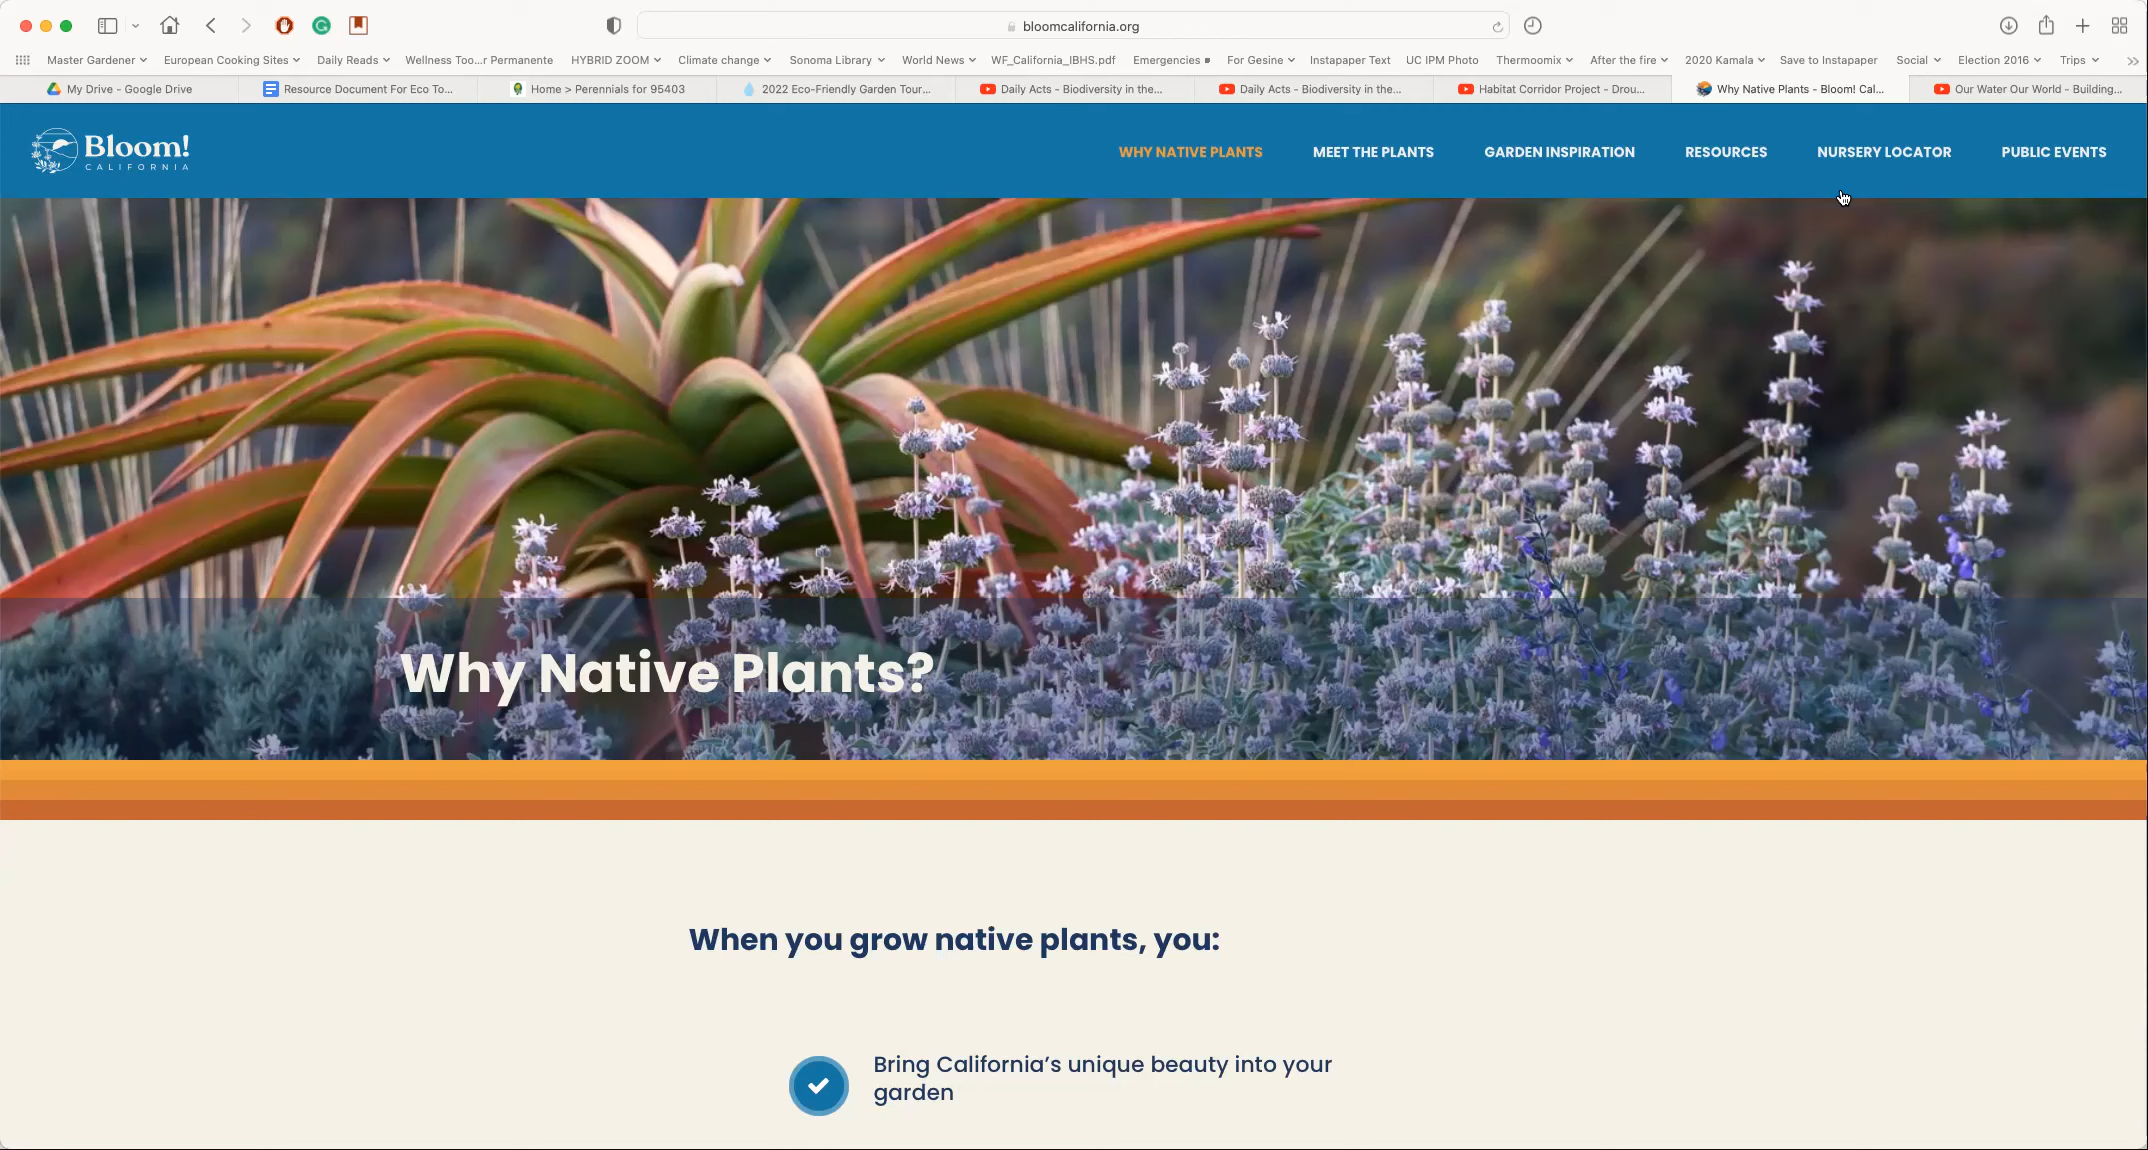 bloomcalifornia.org
Master Gardener European Cooking Sites Daily Reads Wellness Too...r Permanente HYBRID ZOOM Climate change Sonoma Library World News WF_California_IBHS.pdf Emergencies For Gesine Instapaper Text UC IPM Photo Thermoomix After the fire 2020 Kamala Save to Instapaper Social Election 2016 Trips
My Drive - Google Drive Resource Document For Eco To... Home > Perennials for 95403 2022 Eco-Friendly Garden Tour... Daily Acts - Biodiversity in the... Daily Acts - Biodiversity in the... Habitat Corridor Project - Drou... Why Native Plants - Bloom! Cal... Our Water Our World - Building...
Bloom!
CALIFORNIA
WHY NATIVE PLANTS MEET THE PLANTS GARDEN INSPIRATION RESOURCES NURSERY LOCATOR PUBLIC EVENTS
Why Native Plants?
When you grow native plants, you:
Bring California's unique beauty into your
garden